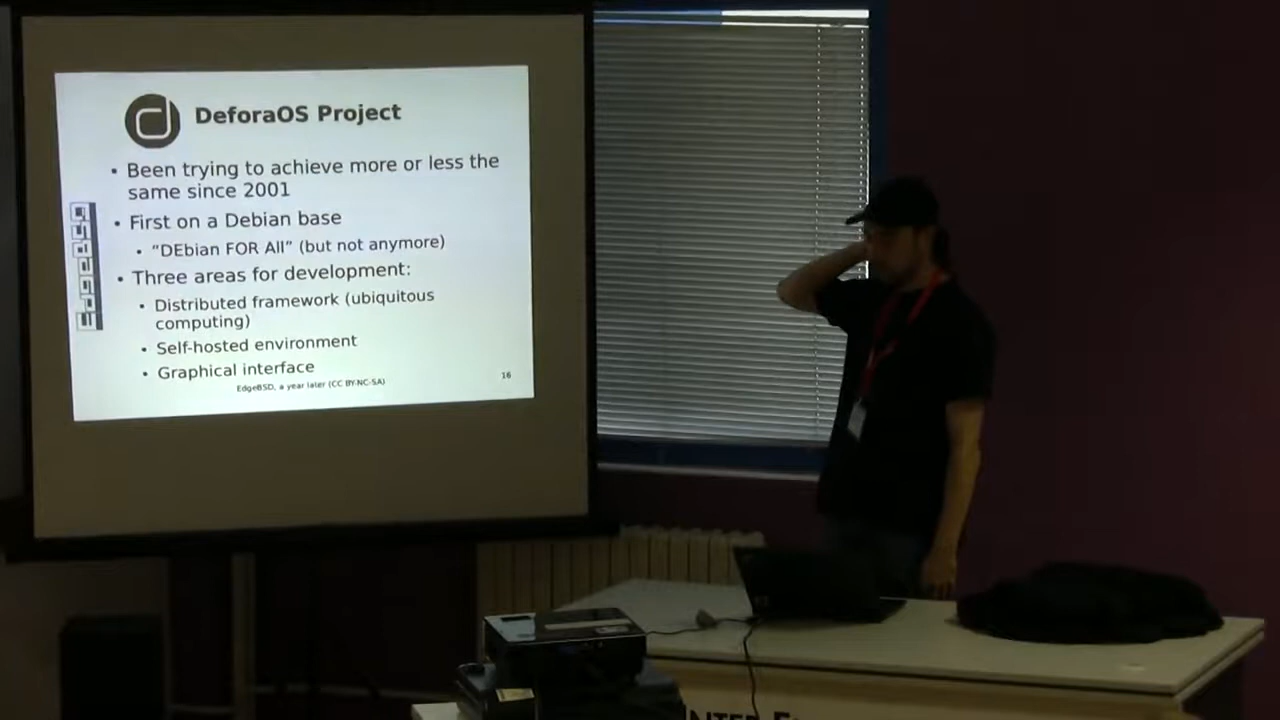 DeforaOS Project
• Been trying to achieve more or less the
same since 2001
• First on a Debian base
• “DEbian FOR All” (but not anymore)
• Three areas for development:
• Distributed framework (ubiquitous
computing)
• Self-hosted environment
• Graphical interface
EdgeBSD, a year later (CC BY-NC-SA)
16